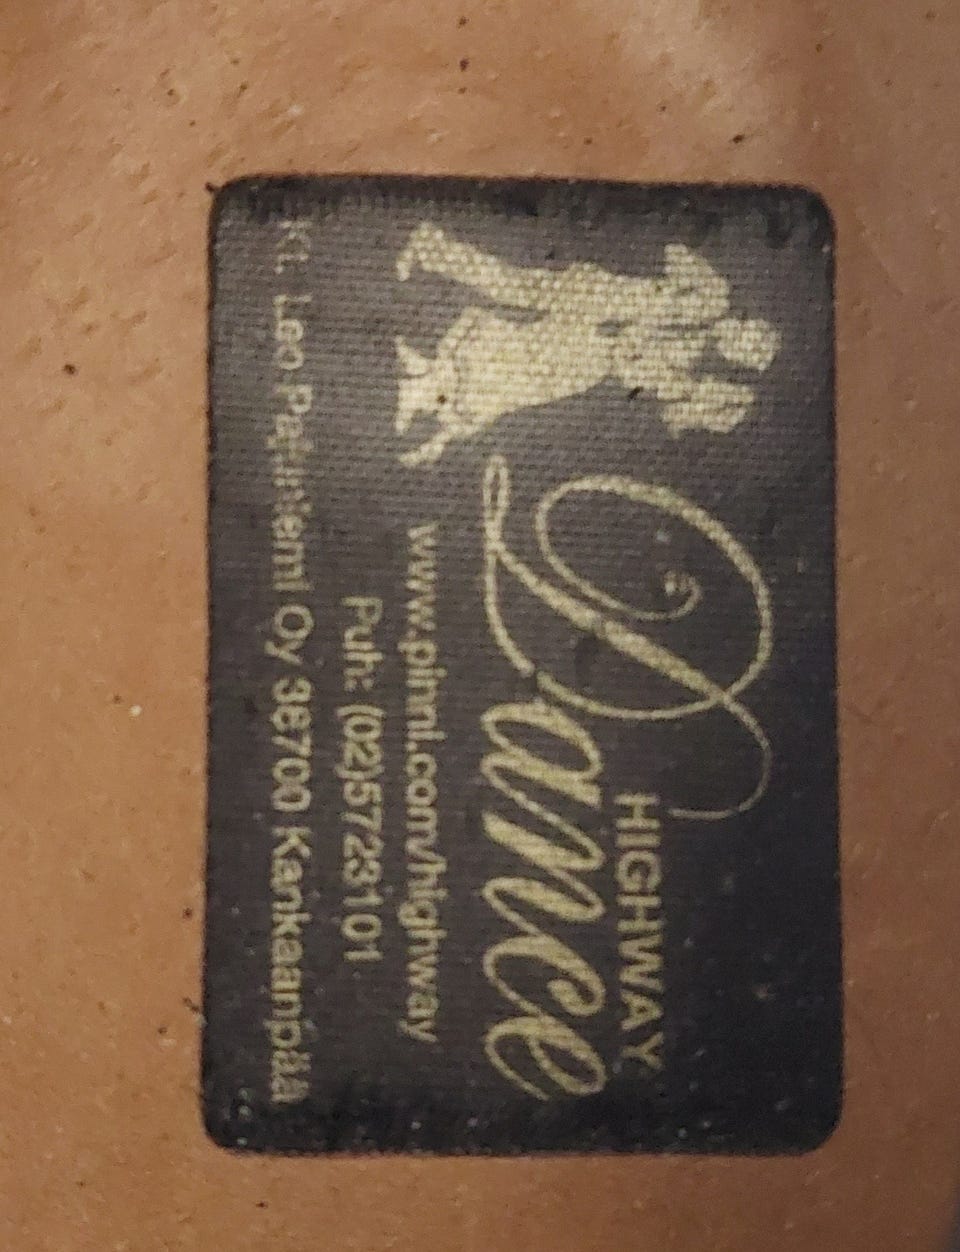 HIGHWAY
Dance
www.pinni.com/highway
Puh: (02)5723101
Kt. Leo Pajuniemi Oy 38700 Kankaanpää